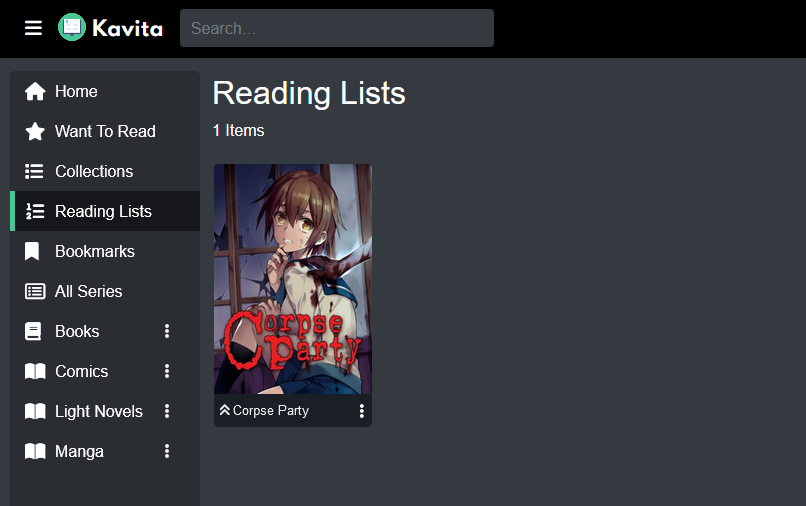 Kavita
Search...
Home
Want To Read
Collections
Reading Lists
Bookmarks
All Series
Books
Comics
Light Novels
Manga
Reading Lists
1 Items
Corpse
Party
Corpse Party